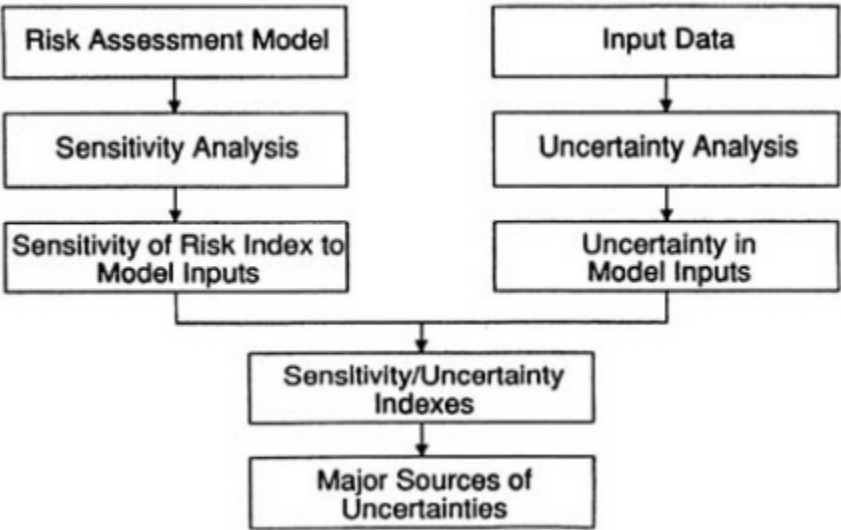 Risk Assessment Model
Input Data
Sensitivity Analysis
Uncertainty Analysis
Sensitivity of Risk Index to
Model Inputs
Uncertainty in
Model Inputs
Sensitivity/Uncertainty
Indexes
Major Sources of
Uncertainties